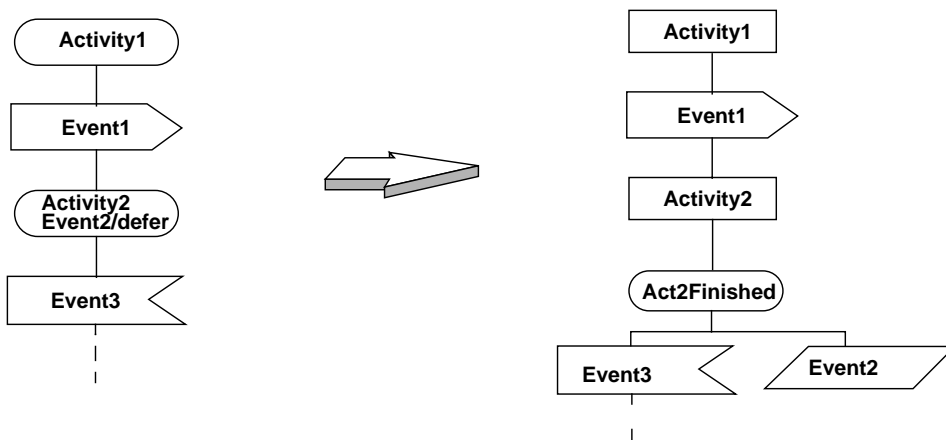 Activity1
Event1
Activity2
Event2/defer
Event3
Activity1
Event1
Activity2
Act2Finished
Event3
Event2